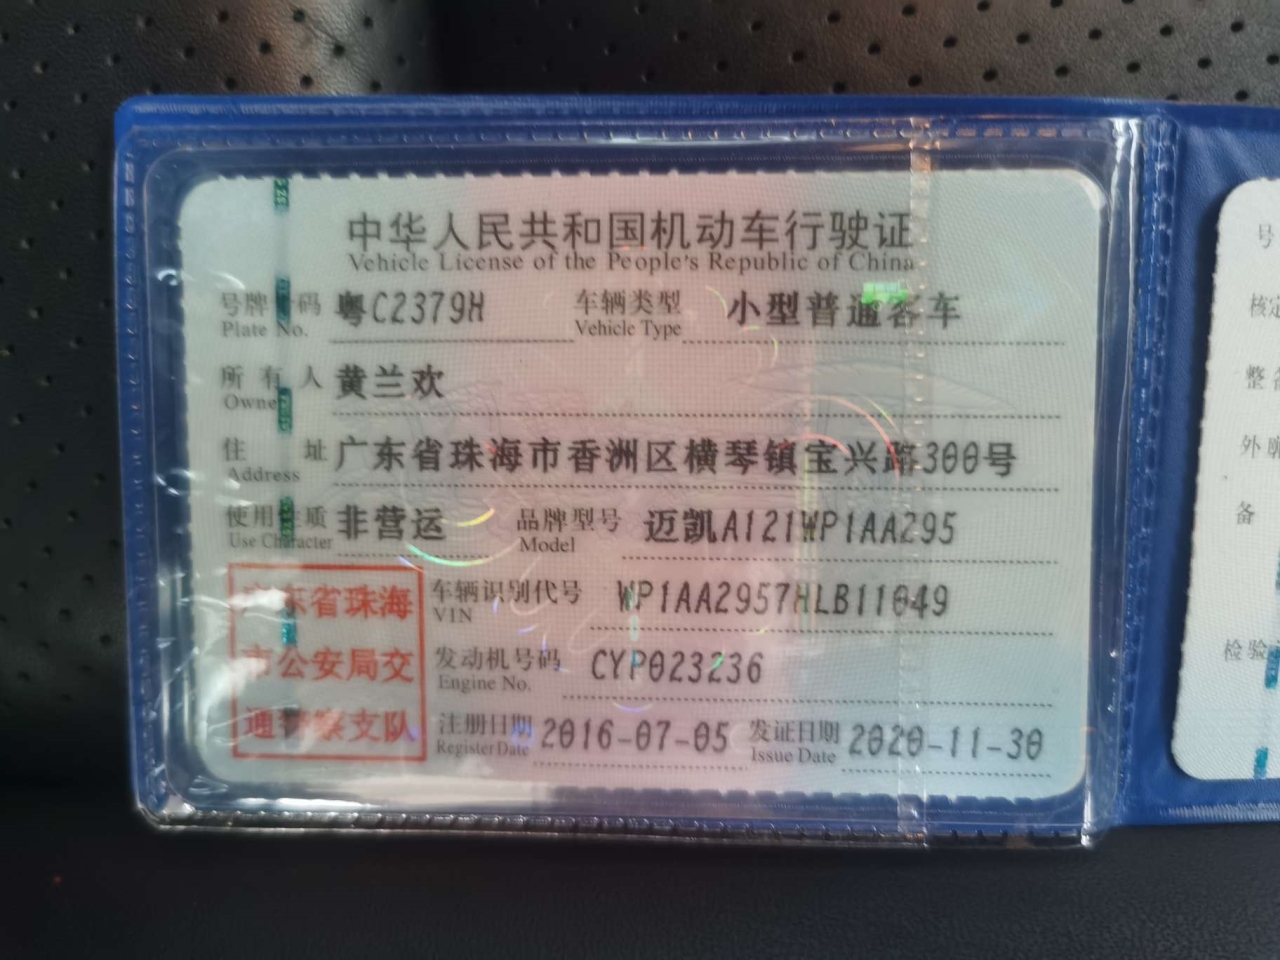 中华人民共和国机动车行驶证
Vehicle License of the People's Republic of China
号牌号码 粤C2379H 车辆类型 小型普通客车
Plate No. Vehicle Type
所有人 黄兰欢
Owner
住址 广东省珠海市香洲区横琴镇宝兴路300号
Address
使用性质 非营运 品牌型号 迈凯A121WP1AA295
Use Character Model
广东省珠海
市公安局交
通警察支队
车辆识别代号 WP1AA2957HLB11049
VIN
发动机号码 CYP023236
Engine No.
注册日期 2016-07-05 发证日期 2020-11-30
Register Date Issue Date
号
核定
整备
外廓
备
检验